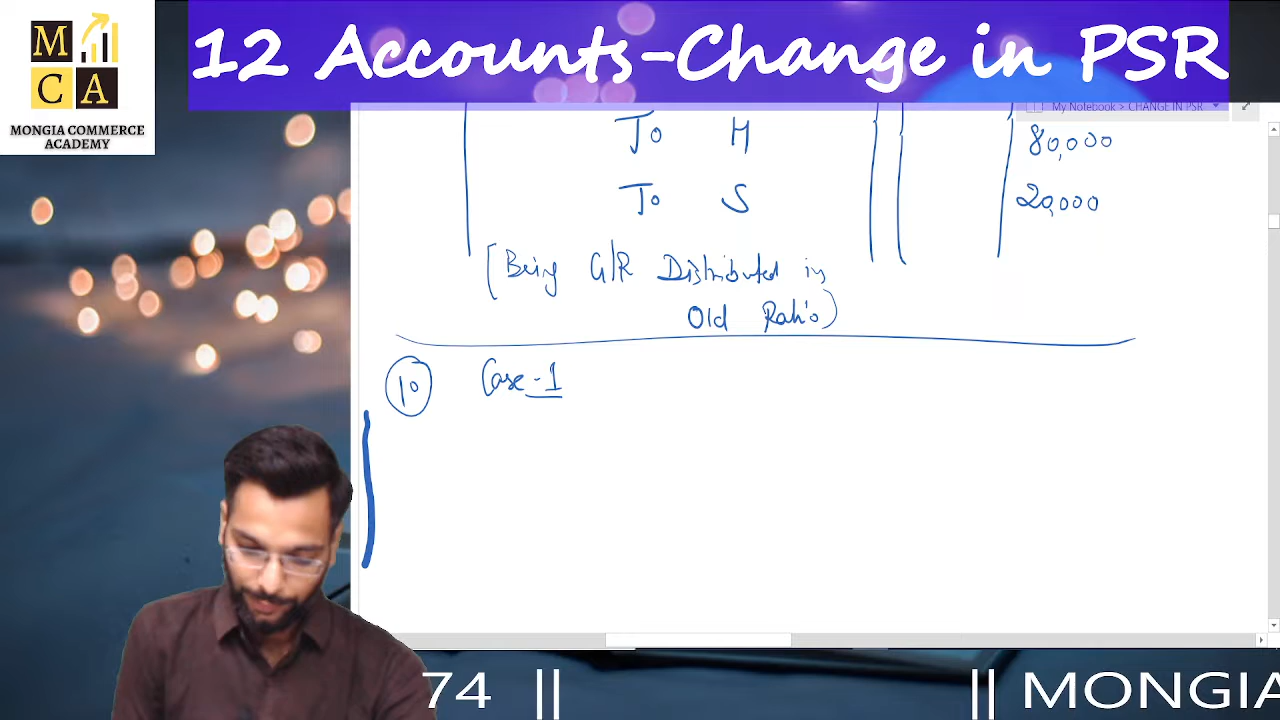 M
C A
MONGIA COMMERCE
ACADEMY
12 Accounts-Change in PSR
My Notebook > CHANGE IN PSR
To H 80,000
To S 20,000
[Being G/R Distributed in
Old Ratio)
10 Case-1
74 || || MONGIA